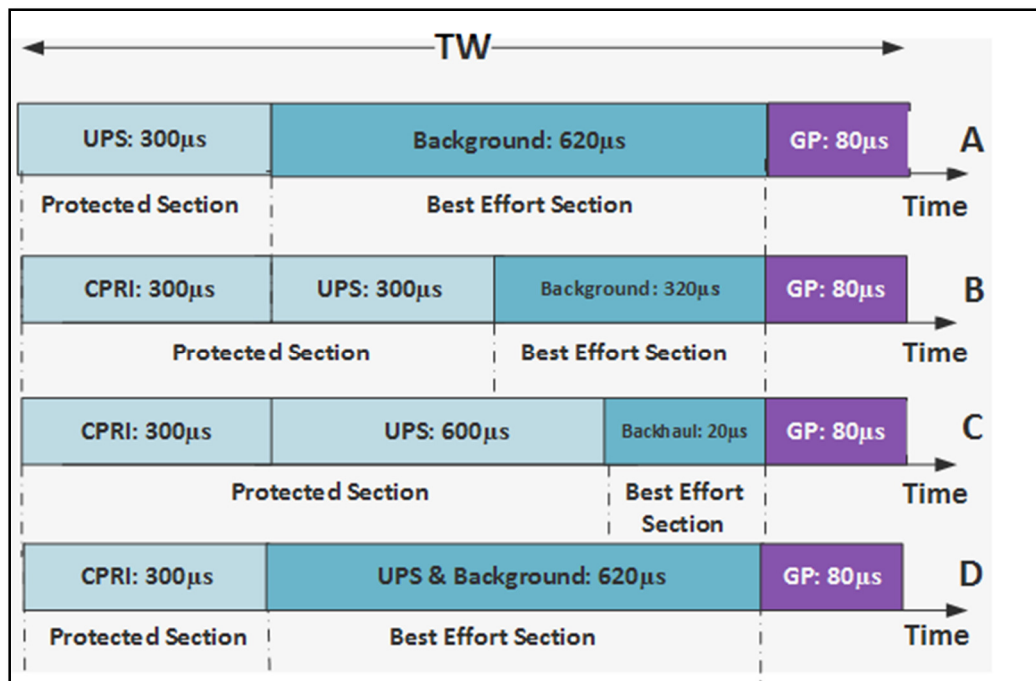 TW
UPS: 300µs Background: 620µs GP: 80µs A
Protected Section Best Effort Section Time
CPRI: 300µs UPS: 300µs Background: 320µs GP: 80µs B
Protected Section Best Effort Section Time
CPRI: 300µs UPS: 600µs Backhaul: 20µs GP: 80µs C
Protected Section Best Effort Time
Section
CPRI: 300µs UPS & Background: 620µs GP: 80µs D
Protected Section Best Effort Section Time